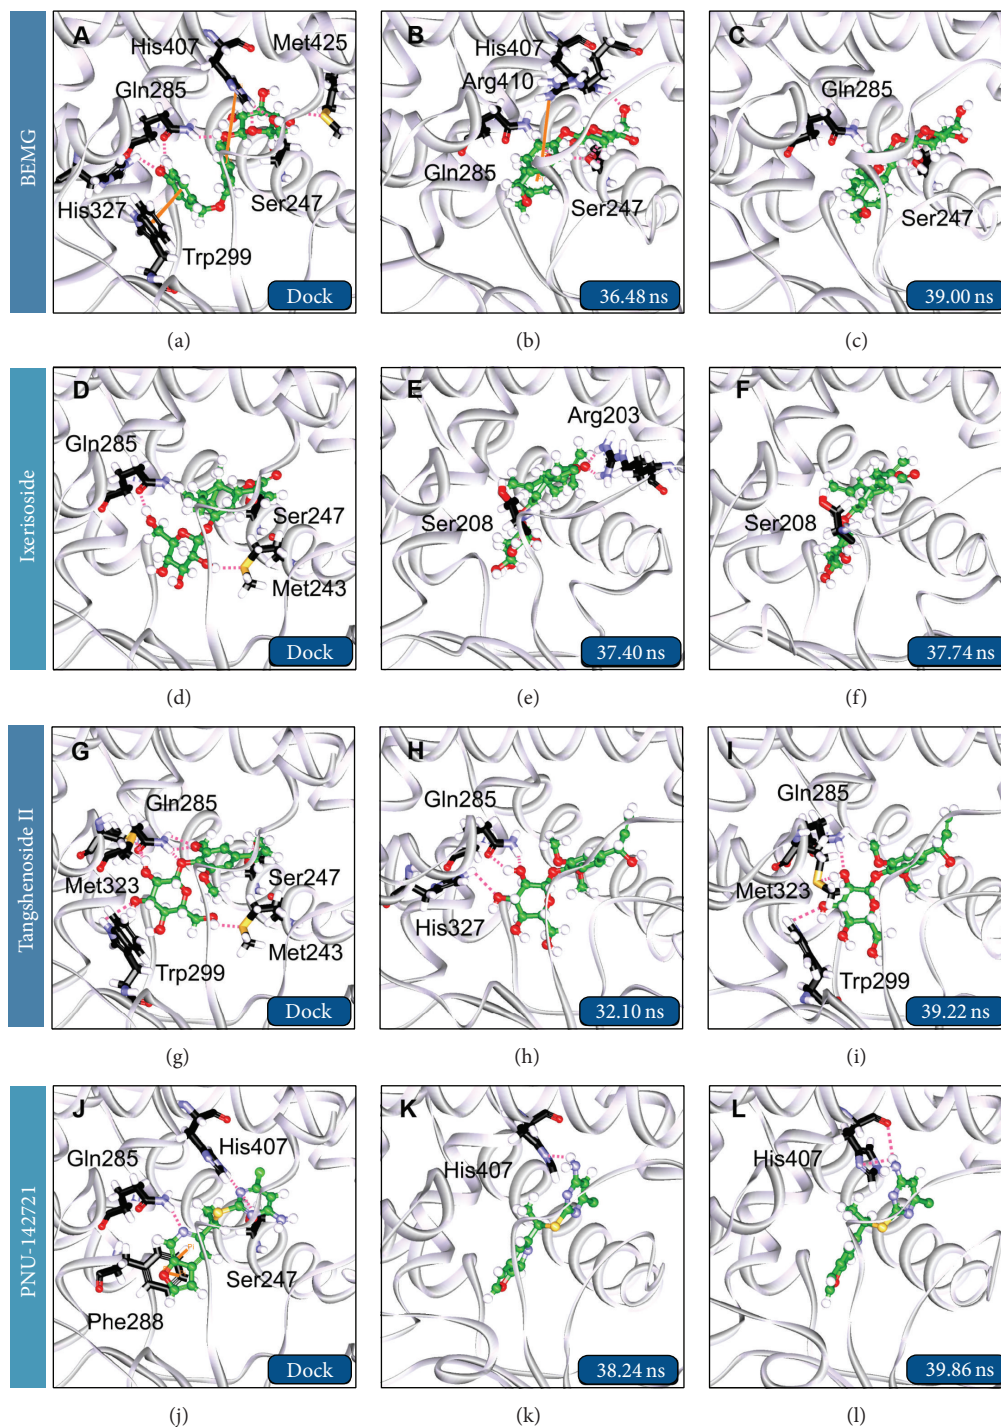 BEMG
A
His407
Met425
Gln285
His327
Ser247
Trp299
Dock
(a)
B
His407
Arg410
Gln285
Ser247
36.48 ns
(b)
C
Gln285
Ser247
39.00 ns
(c)
Ixerisoside
D
Gln285
Ser247
Met243
Dock
(d)
E
Arg203
Ser208
37.40 ns
(e)
F
Ser208
37.74 ns
(f)
Tangshenoside II
G
Gln285
Met323
Ser247
Met243
Trp299
Dock
(g)
H
Gln285
His327
32.10 ns
(h)
I
Gln285
Met323
Trp299
39.22 ns
(i)
PNU-142721
J
His407
Gln285
Ser247
Phe288
Dock
(j)
K
His407
38.24 ns
(k)
L
His407
39.86 ns
(l)